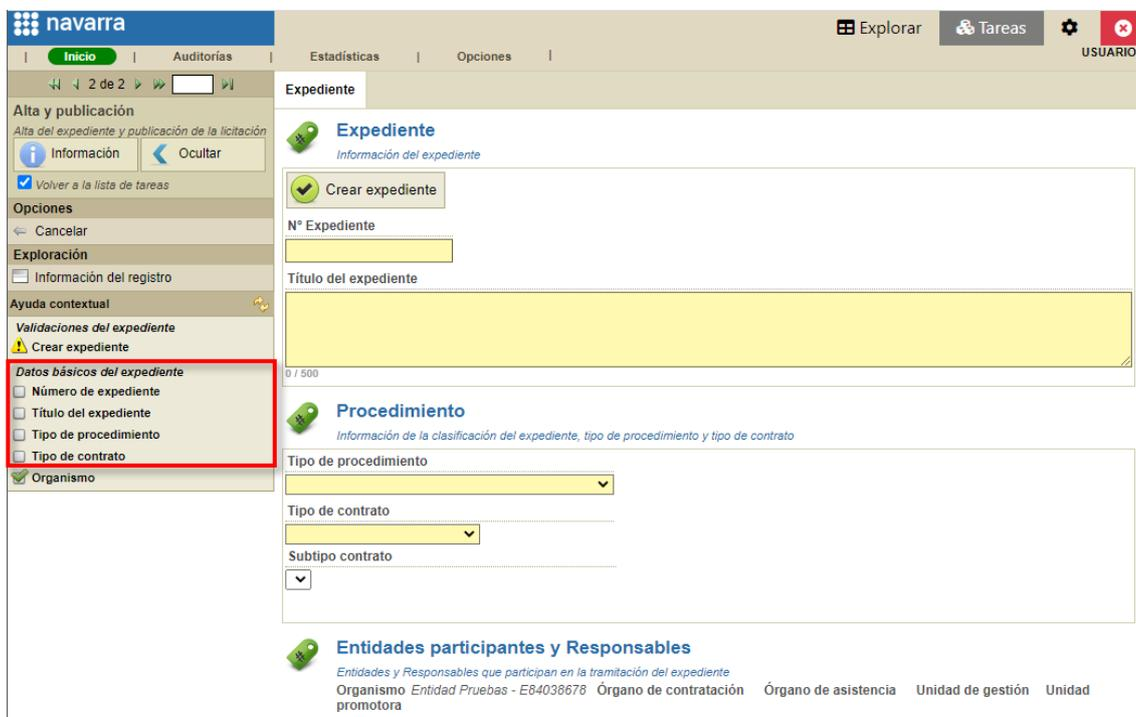 navarra
Explorar
Tareas
USUARIO
| Inicio | Auditorías | Estadísticas | Opciones |
2 de 2
Alta y publicación
Alta del expediente y publicación de la licitación
Información
Ocultar
Volver a la lista de tareas
Opciones
Cancelar
Exploración
Información del registro
Ayuda contextual
Validaciones del expediente
Crear expediente
Datos básicos del expediente
Número de expediente
Título del expediente
Tipo de procedimiento
Tipo de contrato
Organismo
Expediente
Expediente
Información del expediente
Crear expediente
Nº Expediente
Título del expediente
0 / 500
Procedimiento
Información de la clasificación del expediente, tipo de procedimiento y tipo de contrato
Tipo de procedimiento
Tipo de contrato
Subtipo contrato
Entidades participantes y Responsables
Entidades y Responsables que participan en la tramitación del expediente
Organismo Entidad Pruebas - E84038678 Órgano de contratación Órgano de asistencia Unidad de gestión Unidad
promotora